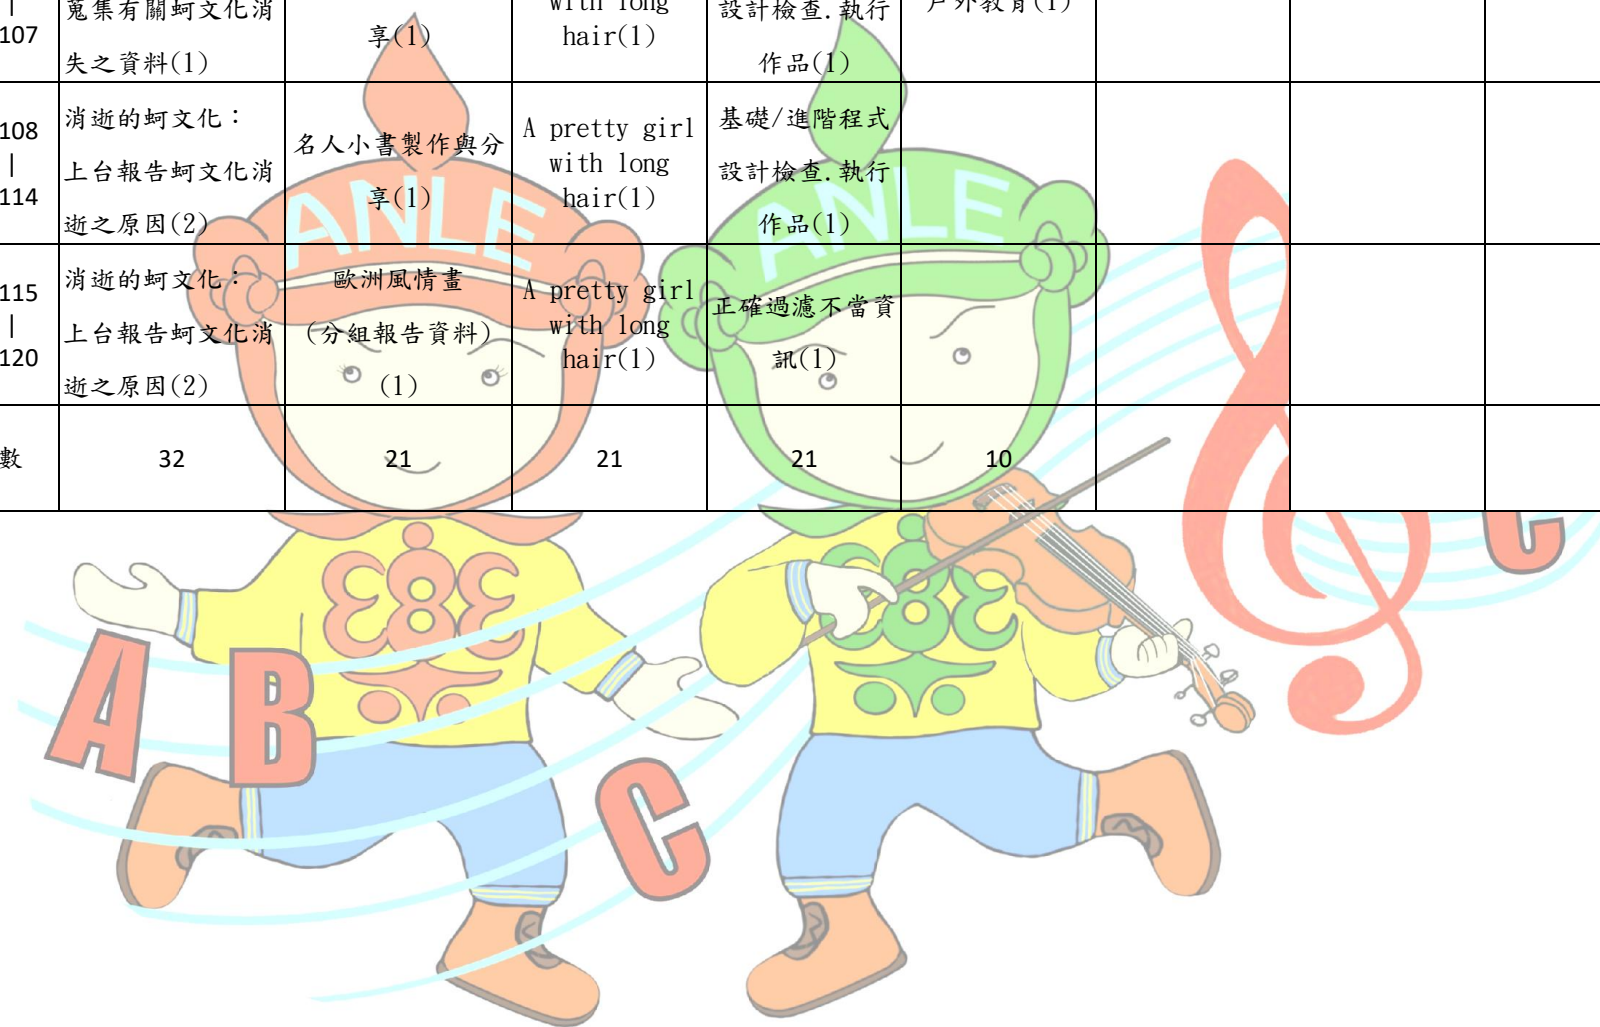 |
107
蒐集有關蚵文化消
失之資料(1)
享(1)
with long
hair(1)
設計檢查.執行
作品(1)
戶外教育(1)
108
|
114
消逝的蚵文化：
上台報告蚵文化消
逝之原因(2)
名人小書製作與分
享(1)
A pretty girl
with long
hair(1)
基礎/進階程式
設計檢查.執行
作品(1)
115
|
120
消逝的蚵文化：
上台報告蚵文化消
逝之原因(2)
歐洲風情畫
(分組報告資料)
(1)
A pretty girl
with long
hair(1)
正確過濾不當資
訊(1)
數
32
21
21
21
10
ANLE
ANLE
A
B
C
C